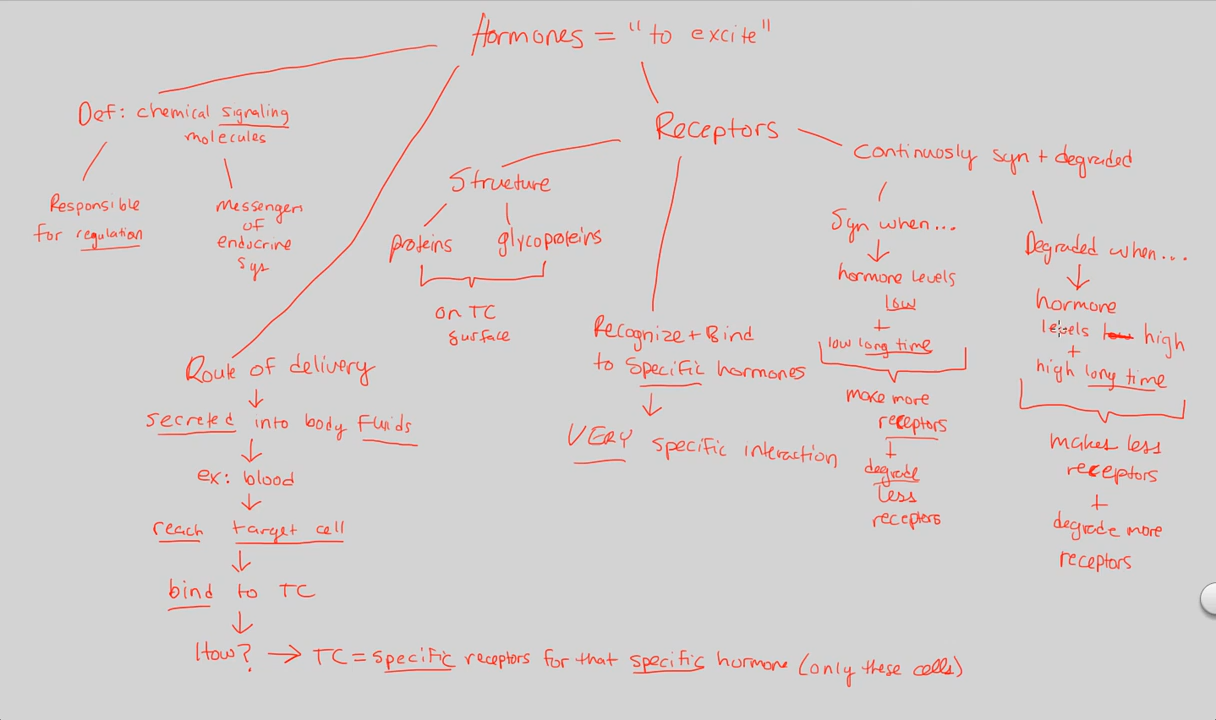 Hormones = "to excite"
Def: chemical signaling
molecules
Responsible
for regulation
Messengers
of
endocrine
sys
Route of delivery
secreted into body fluids
ex: blood
reach target cell
bind to TC
How? → TC = specific receptors for that specific hormone (only these cells)
Receptors
Structure
proteins
glycoproteins
on TC
surface
Recognize + Bind
to specific hormones
VERY specific interaction
Continuosly syn + degraded
Syn when...
hormone levels
low
+
low long time
make more
receptors
+
degrade
less
receptors
Degraded when...
hormone
levels low high
+
high long time
makes less
receptors
+
degrade more
receptors